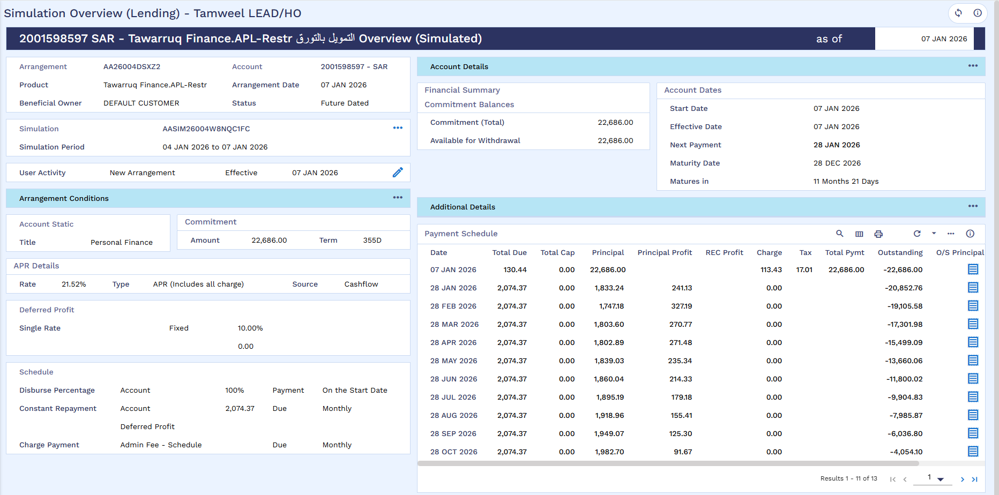 Simulation Overview (Lending) - Tamweel LEAD/HO
2001598597 SAR - Tawarruq Finance.APL-Restr التمويل بالتورق Overview (Simulated) as of 07 JAN 2026
Arrangement AA26004DSXZ2 Account 2001598597 - SAR
Product Tawarruq Finance.APL-Restr Arrangement Date 07 JAN 2026
Beneficial Owner DEFAULT CUSTOMER Status Future Dated
Simulation AASIM26004W8NQC1FC
Simulation Period 04 JAN 2026 to 07 JAN 2026
User Activity New Arrangement Effective 07 JAN 2026
Arrangement Conditions
Account Static
Title Personal Finance
Commitment
Amount 22,686.00 Term 355D
APR Details
Rate 21.52% Type APR (Includes all charge) Source Cashflow
Deferred Profit
Single Rate Fixed 10.00%
0.00
Schedule
Disburse Percentage Account 100% Payment On the Start Date
Constant Repayment Account 2,074.37 Due Monthly
Deferred Profit
Charge Payment Admin Fee - Schedule Due Monthly
Account Details
Financial Summary
Commitment Balances
Commitment (Total) 22,686.00
Available for Withdrawal 22,686.00
Account Dates
Start Date 07 JAN 2026
Effective Date 07 JAN 2026
Next Payment 28 JAN 2026
Maturity Date 28 DEC 2026
Matures in 11 Months 21 Days
Additional Details
Payment Schedule
Date Total Due Total Cap Principal Principal Profit REC Profit Charge Tax Total Pymt Outstanding O/S Principal
07 JAN 2026 130.44 0.00 22,686.00 113.43 17.01 22,686.00 -22,686.00
28 JAN 2026 2,074.37 0.00 1,833.24 241.13 0.00 -20,852.76
28 FEB 2026 2,074.37 0.00 1,747.18 327.19 0.00 -19,105.58
28 MAR 2026 2,074.37 0.00 1,803.60 270.77 0.00 -17,301.98
28 APR 2026 2,074.37 0.00 1,802.89 271.48 0.00 -15,499.09
28 MAY 2026 2,074.37 0.00 1,839.03 235.34 0.00 -13,660.06
28 JUN 2026 2,074.37 0.00 1,860.04 214.33 0.00 -11,800.02
28 JUL 2026 2,074.37 0.00 1,895.19 179.18 0.00 -9,904.83
28 AUG 2026 2,074.37 0.00 1,918.96 155.41 0.00 -7,985.87
28 SEP 2026 2,074.37 0.00 1,949.07 125.30 0.00 -6,036.80
28 OCT 2026 2,074.37 0.00 1,982.70 91.67 0.00 -4,054.10
Results 1 - 11 of 13 1